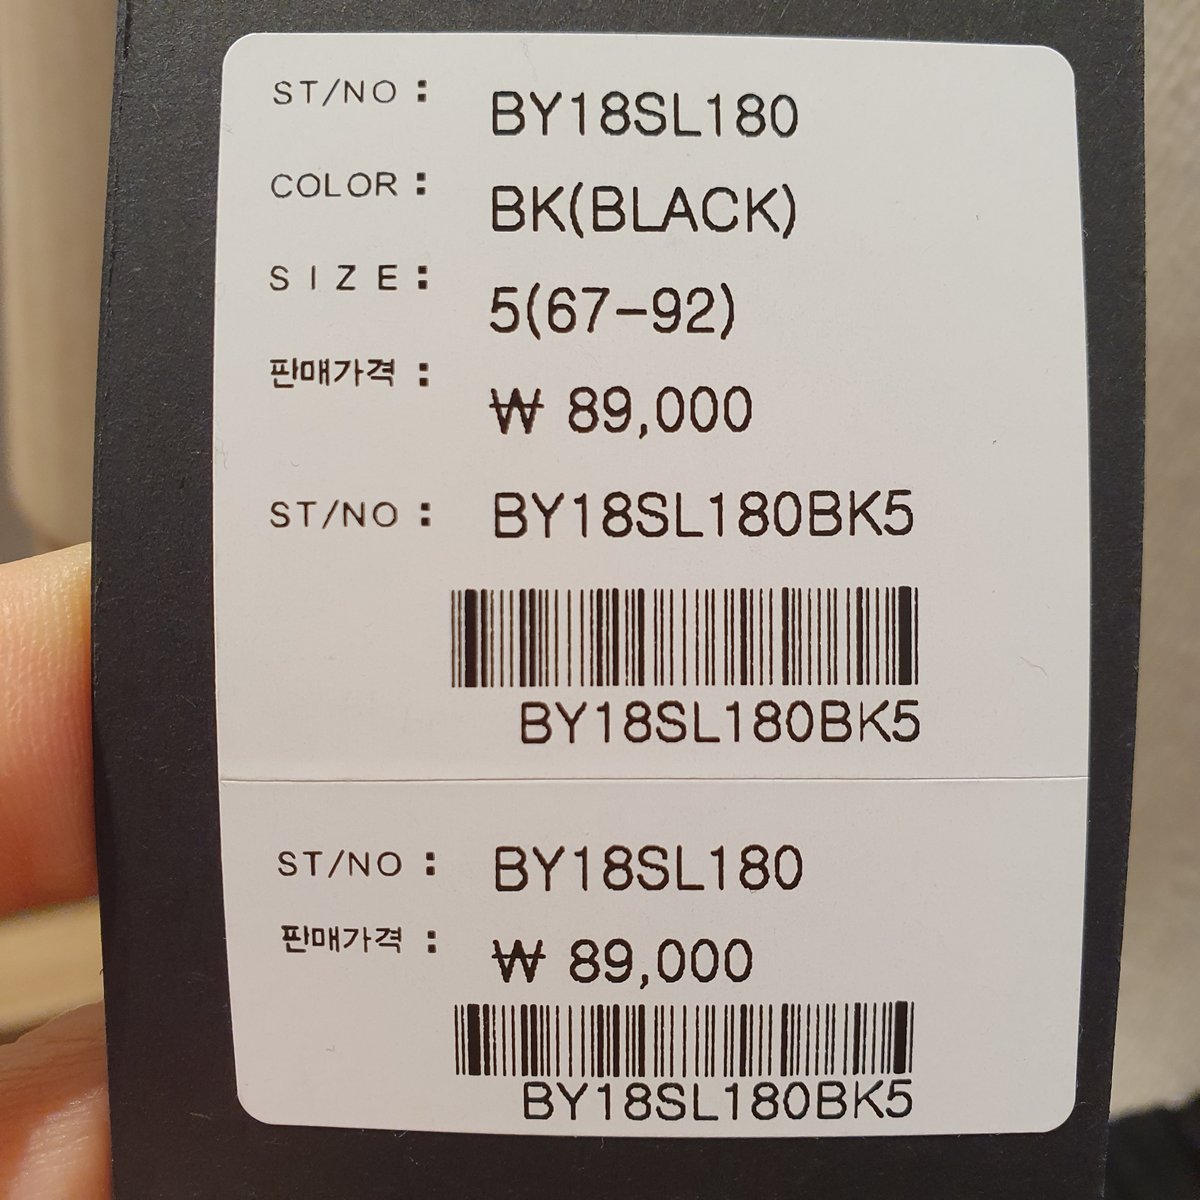 ST/NO : BY18SL180
COLOR : BK(BLACK)
SIZE : 5(67-92)
판매가격 : ₩ 89,000
ST/NO : BY18SL180BK5
BY18SL180BK5
ST/NO : BY18SL180
판매가격 : ₩ 89,000
BY18SL180BK5